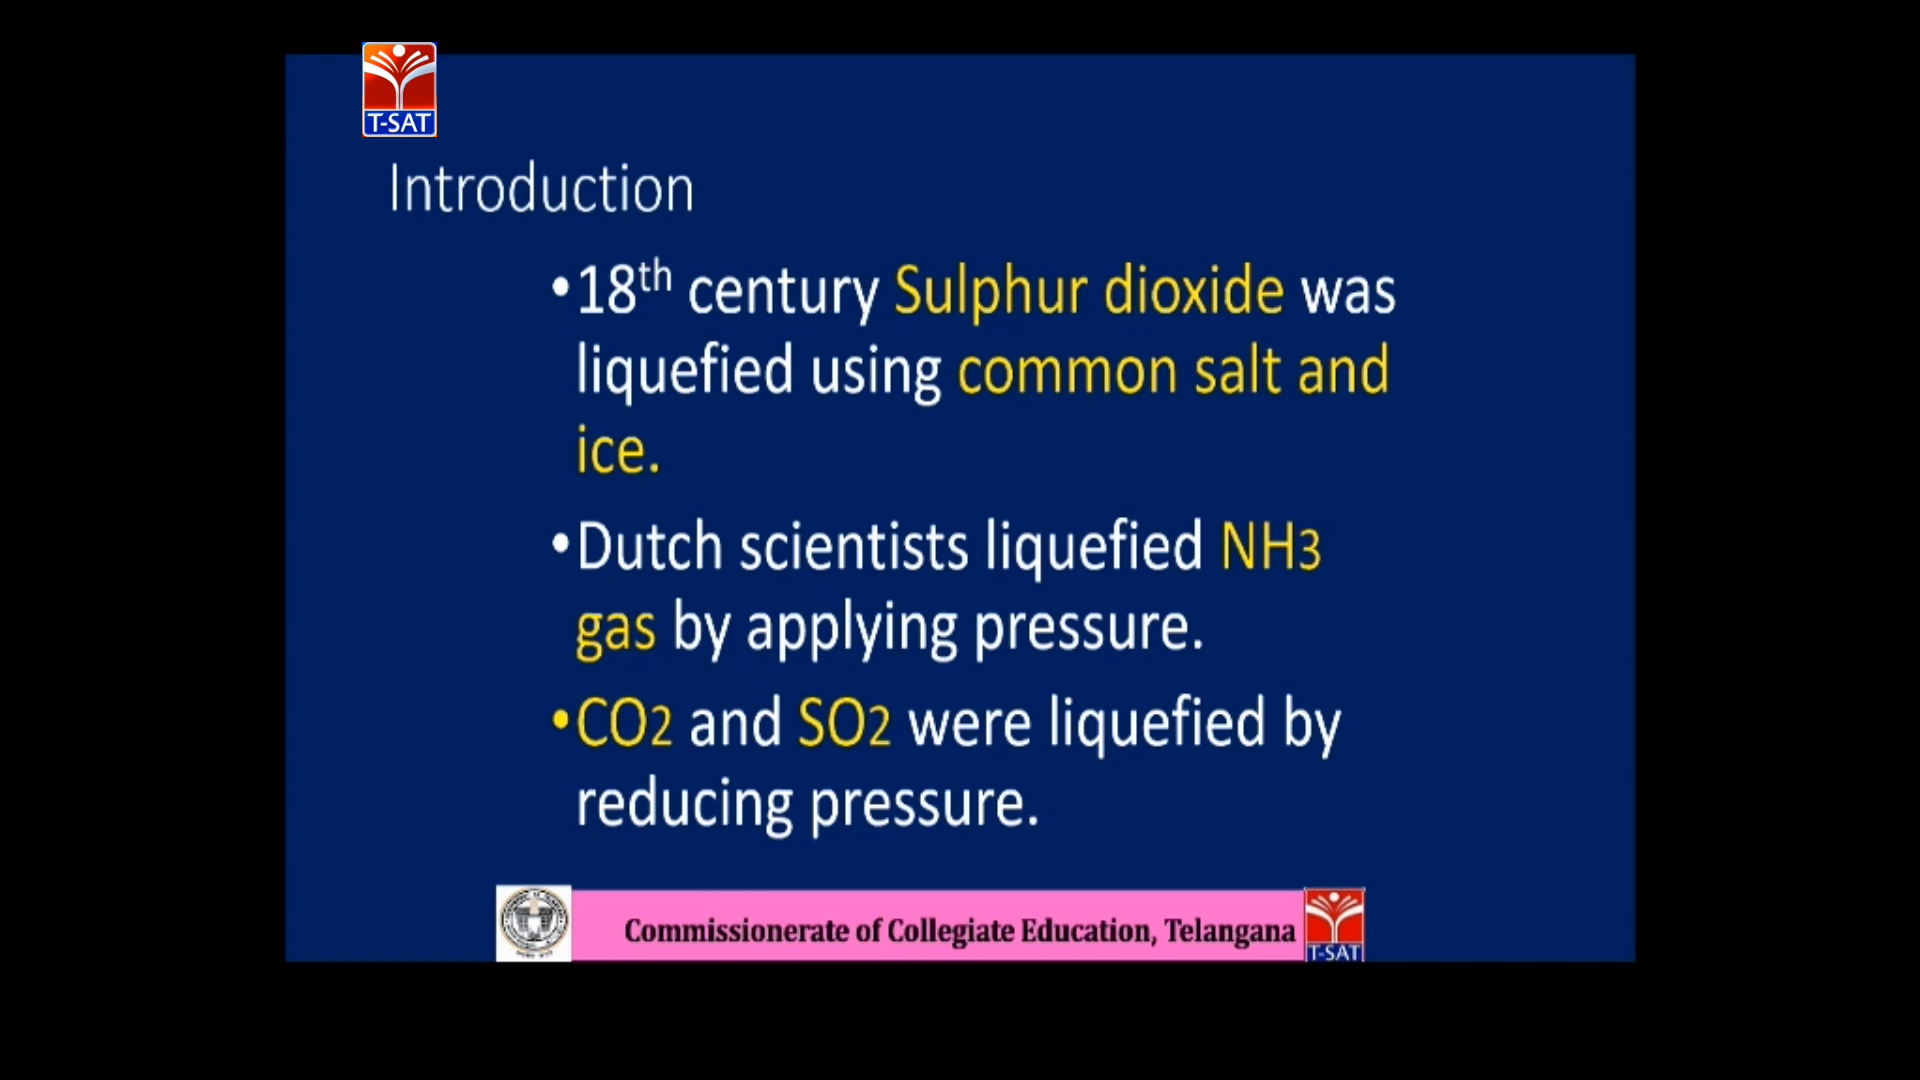 T-SAT
Introduction
•18th century Sulphur dioxide was
liquefied using common salt and
ice.
•Dutch scientists liquefied NH3
gas by applying pressure.
•CO2 and SO2 were liquefied by
reducing pressure.
Commissionerate of Collegiate Education, Telangana
T-SAT